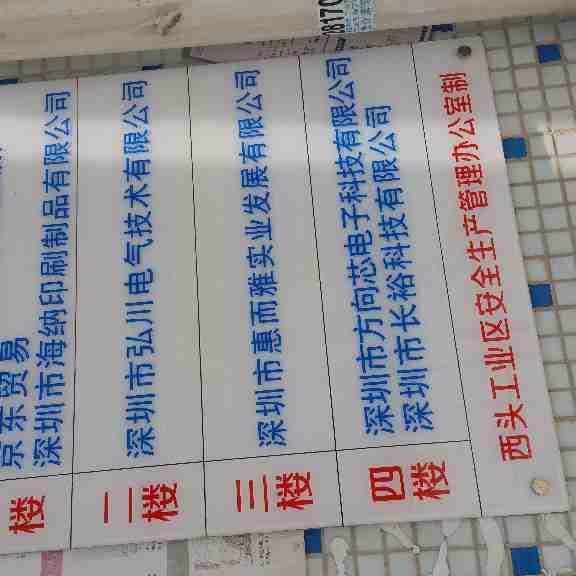 京东贸易
深圳市海纳印刷制品有限公司
楼
二楼
深圳市弘川电气技术有限公司
三楼
深圳市惠而雅实业发展有限公司
四楼
深圳市方向芯电子科技有限公司
深圳市长裕科技有限公司
西头工业区安全生产管理办公室制